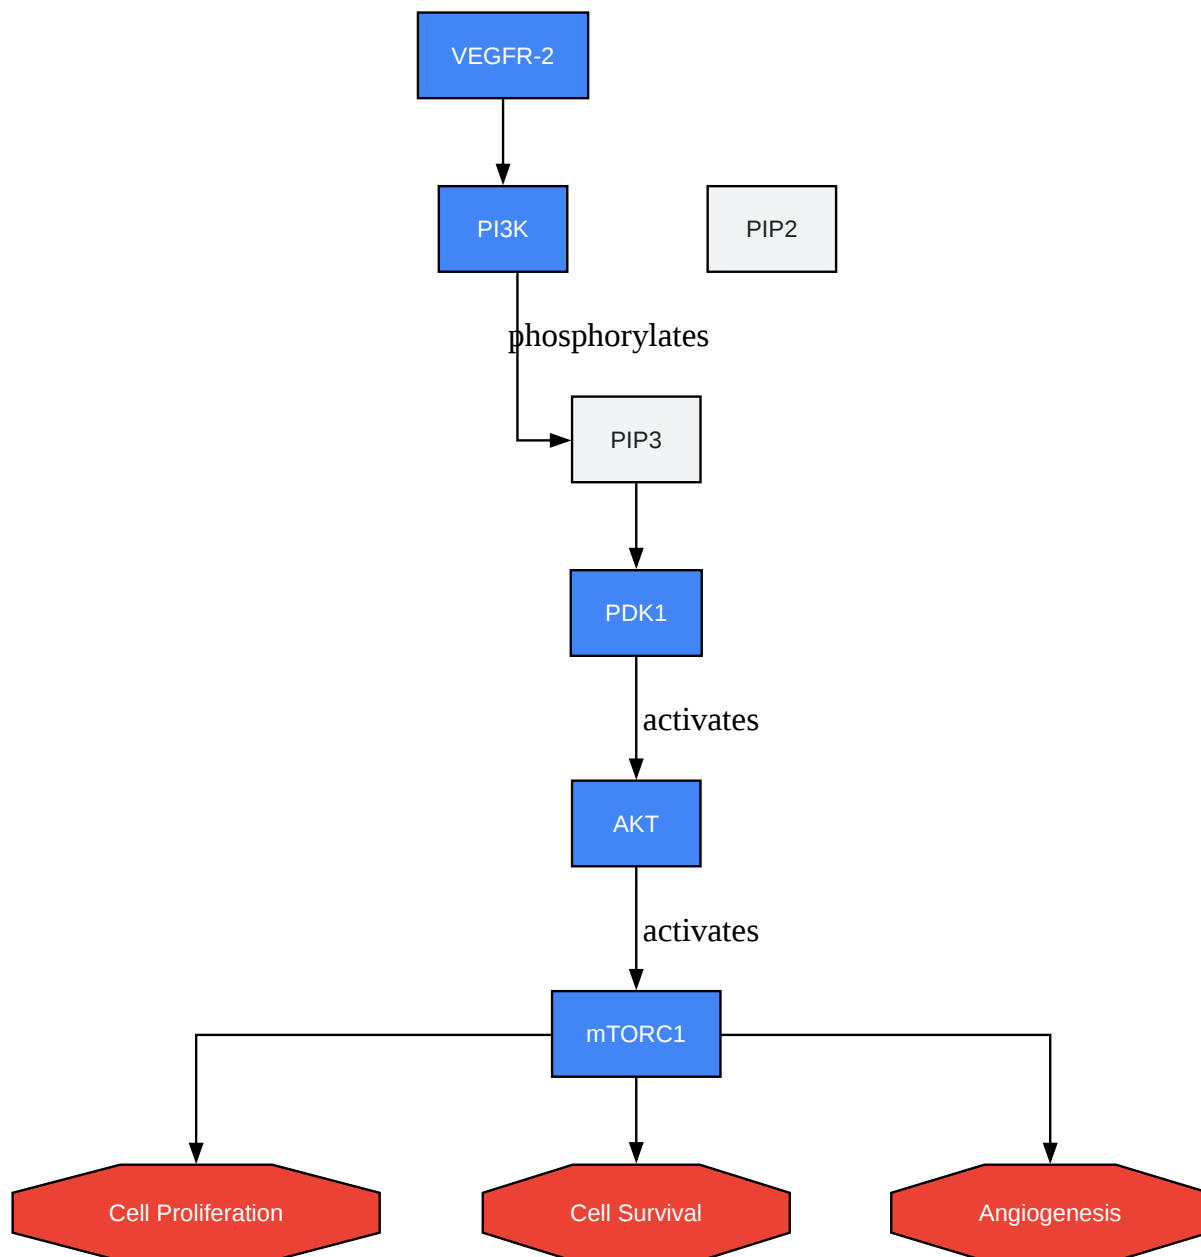 VEGFR-2
PI3K
PIP2
phosphorylates
PIP3
PDK1
activates
AKT
activates
mTORC1
Cell Proliferation
Cell Survival
Angiogenesis